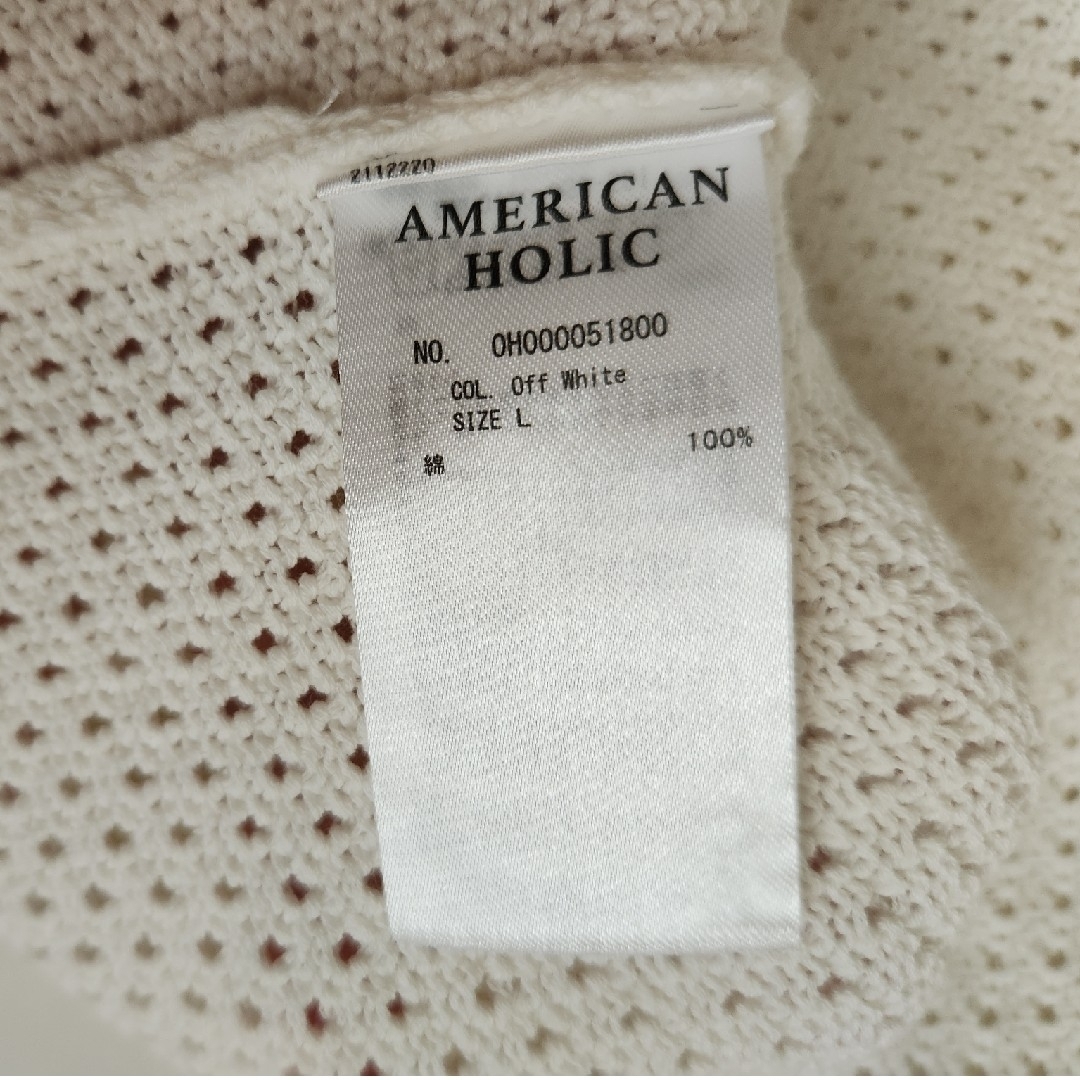 2112220
AMERICAN
HOLIC
NO. 0H000051800
COL. Off White
SIZE L
綿 100%